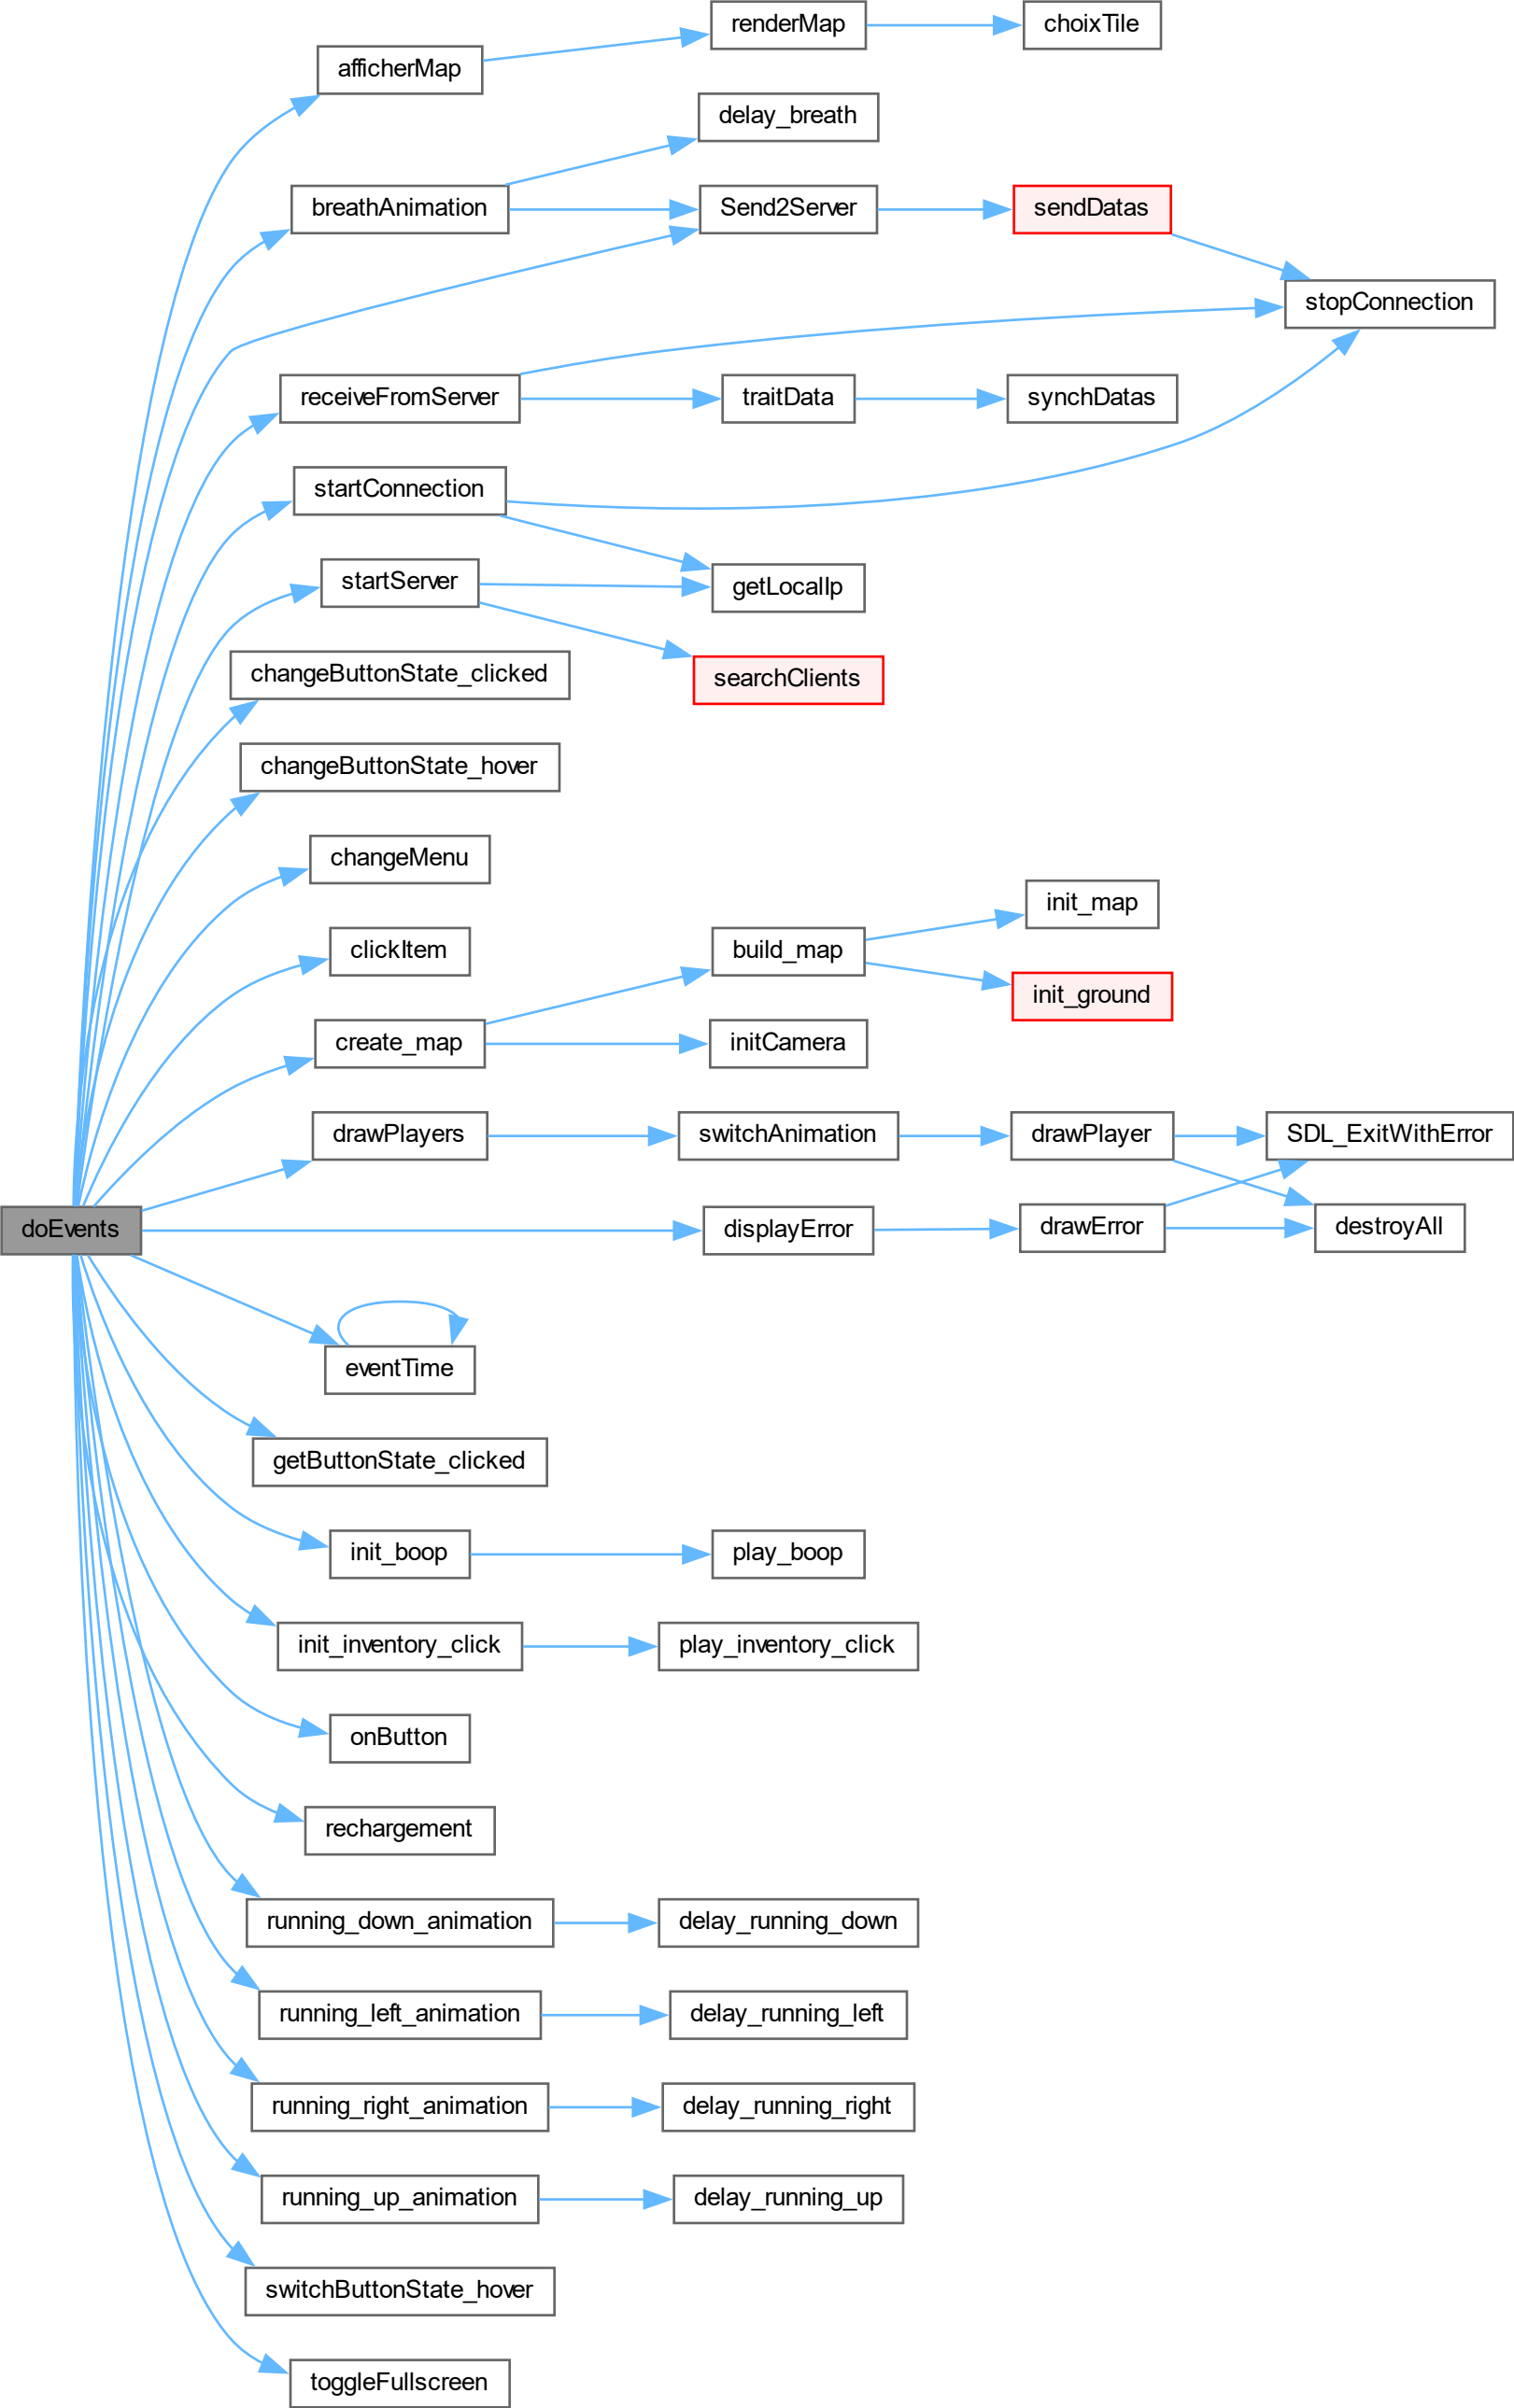 renderMap
choixTile
afficherMap
delay_breath
breathAnimation
Send2Server
sendDatas
stopConnection
receiveFromServer
traitData
synchDatas
startConnection
startServer
getLocalIp
changeButtonState_clicked
searchClients
changeButtonState_hover
changeMenu
init_map
clickItem
build_map
init_ground
create_map
initCamera
drawPlayers
switchAnimation
drawPlayer
SDL_ExitWithError
doEvents
displayError
drawError
destroyAll
eventTime
getButtonState_clicked
init_boop
play_boop
init_inventory_click
play_inventory_click
onButton
rechargement
running_down_animation
delay_running_down
running_left_animation
delay_running_left
running_right_animation
delay_running_right
running_up_animation
delay_running_up
switchButtonState_hover
toggleFullscreen